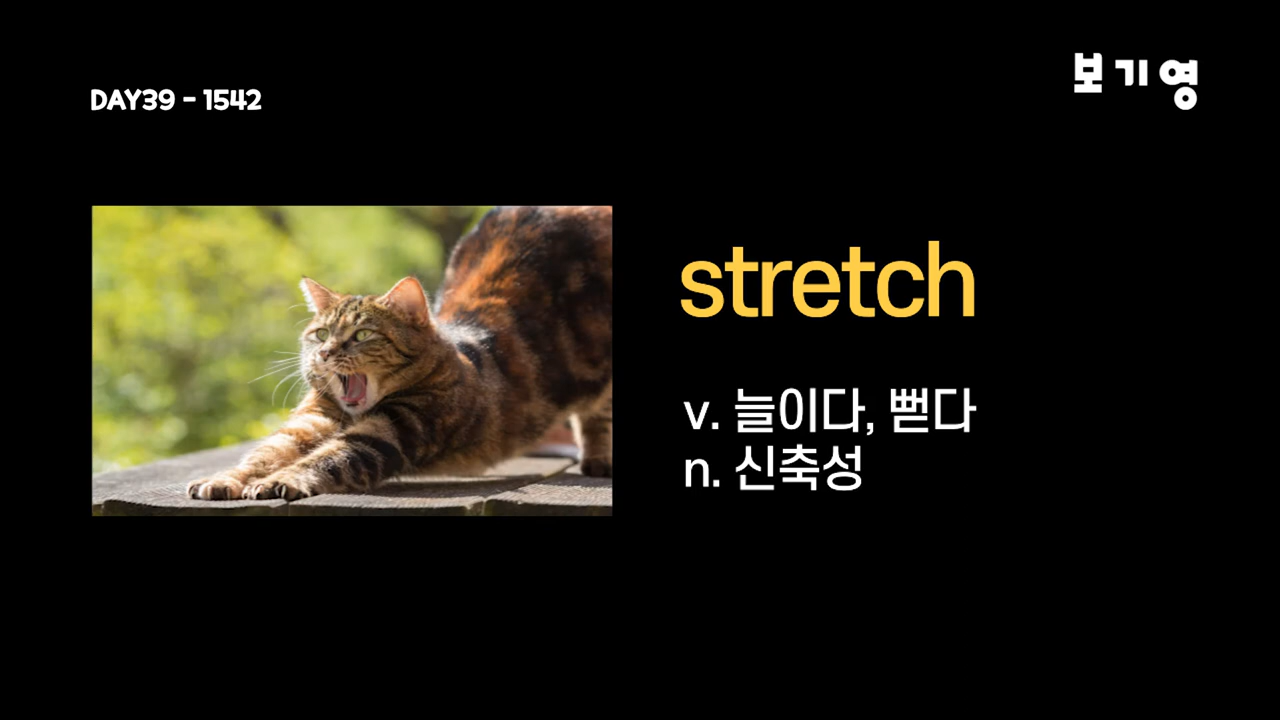 DAY39 - 1542
보기영
stretch
v. 늘이다, 뻗다
n. 신축성